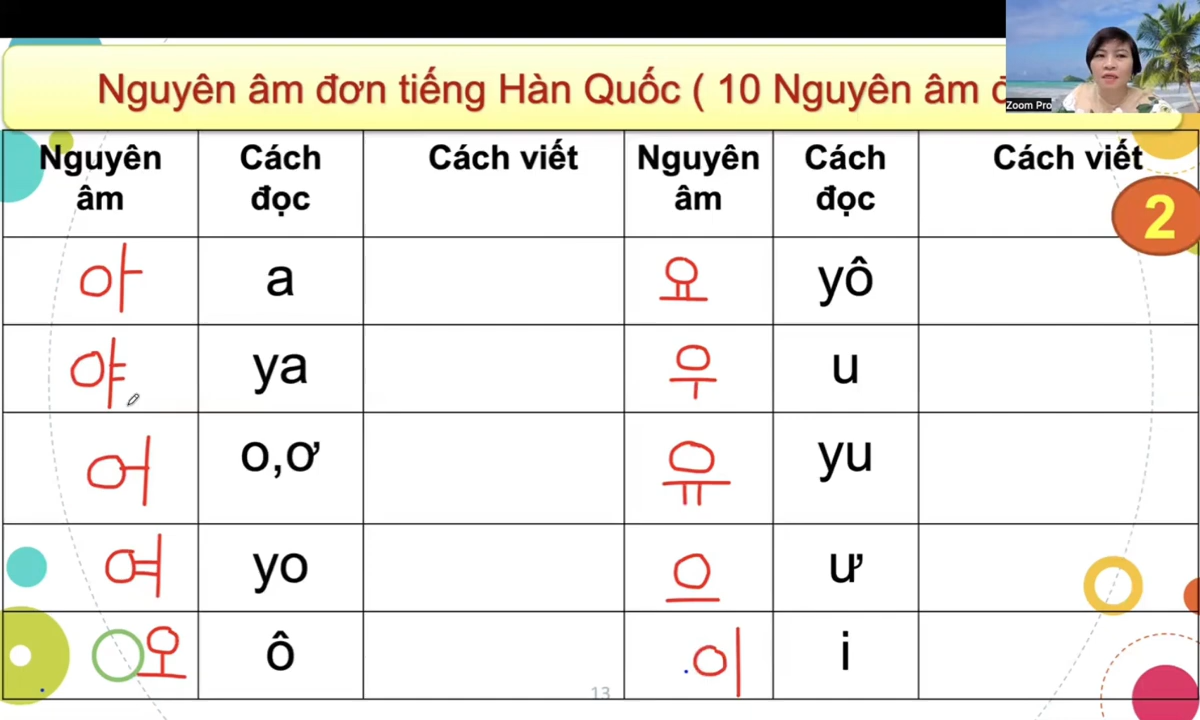 Nguyên âm đơn tiếng Hàn Quốc ( 10 Nguyên âm
Zoom Pro
Nguyên âm Cách đọc Cách viết Nguyên âm Cách đọc Cách viết
2
아 a 요 yô
야 ya 우 u
어 o,ơ 유 yu
여 yo 으 ư
오 ô 이 i
13